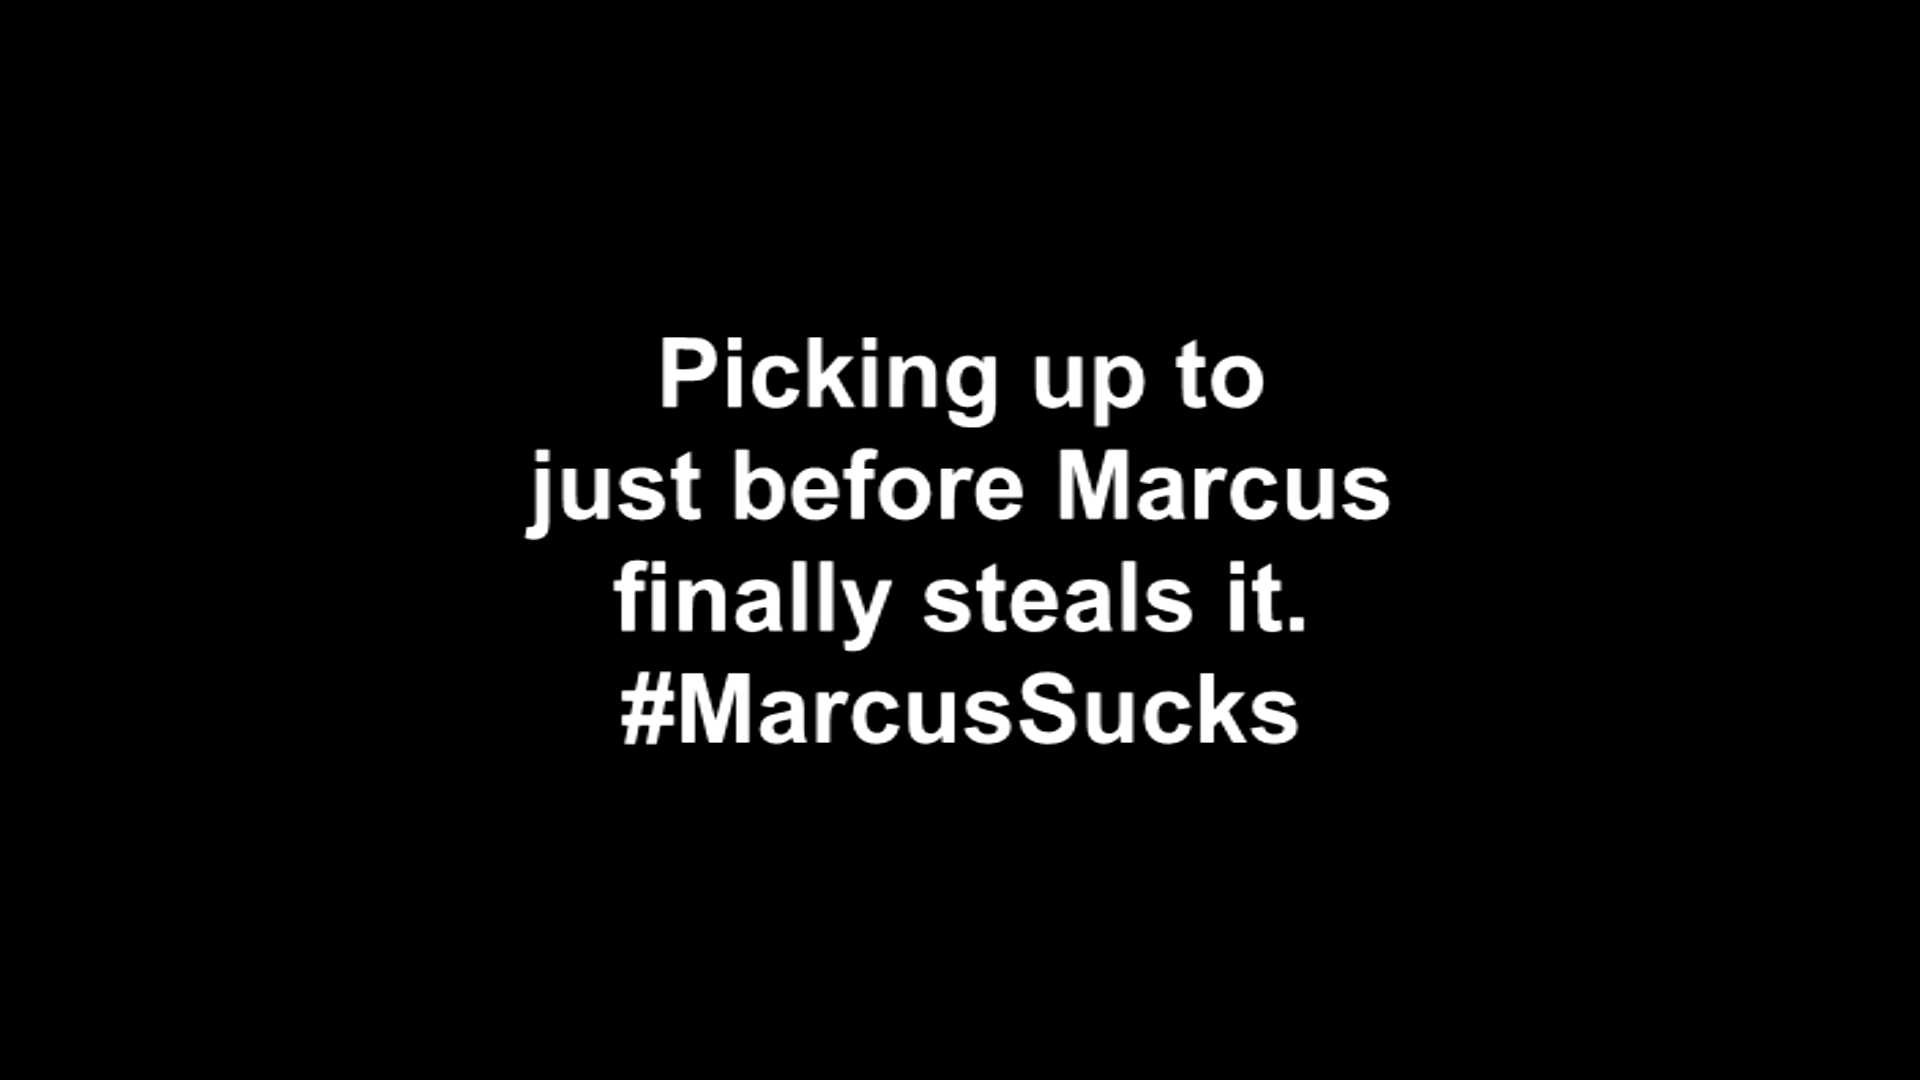 Picking up to
just before Marcus
finally steals it.
#MarcusSucks